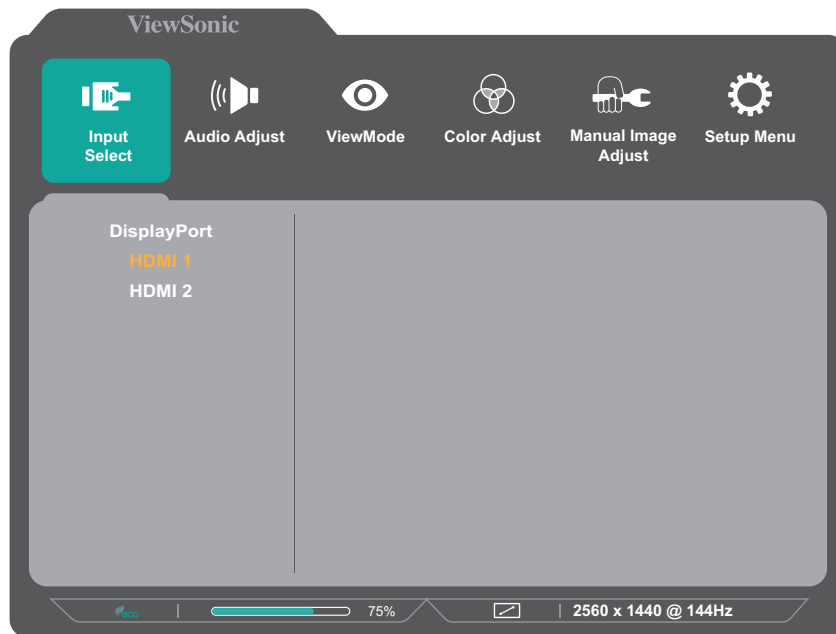 ViewSonic
Input
Select
Audio Adjust
ViewMode
Color Adjust
Manual Image
Adjust
Setup Menu
DisplayPort
HDMI 1
HDMI 2
eco | 75% | 2560 x 1440 @ 144Hz